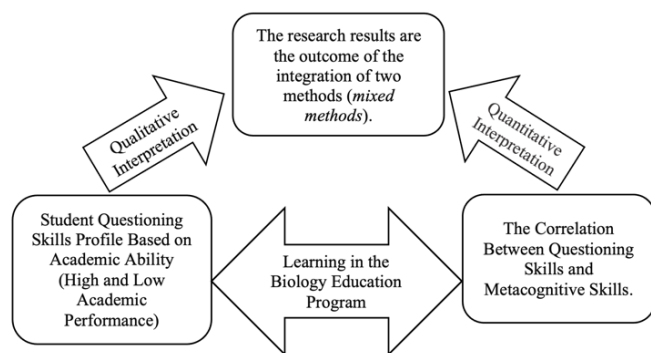 The research results are
the outcome of the
integration of two
methods (mixed
methods).
Qualitative
Interpretation
Quantitative
Interpretation
Student Questioning
Skills Profile Based on
Academic Ability
(High and Low
Academic
Performance)
Learning in the
Biology Education
Program
The Correlation
Between Questioning
Skills and
Metacognitive Skills.